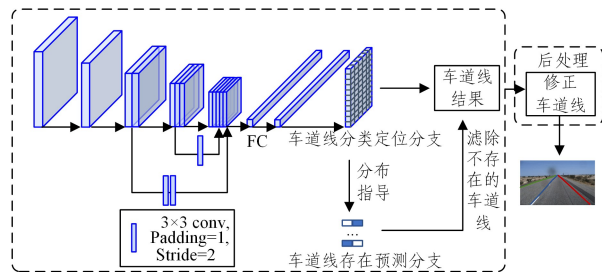 后处理
修正
车道线
车道线
结果
FC
车道线分类定位分支
滤除
不存
在的
车道
线
分布
指导
3×3 conv,
Padding=1,
Stride=2
...
车道线存在预测分支